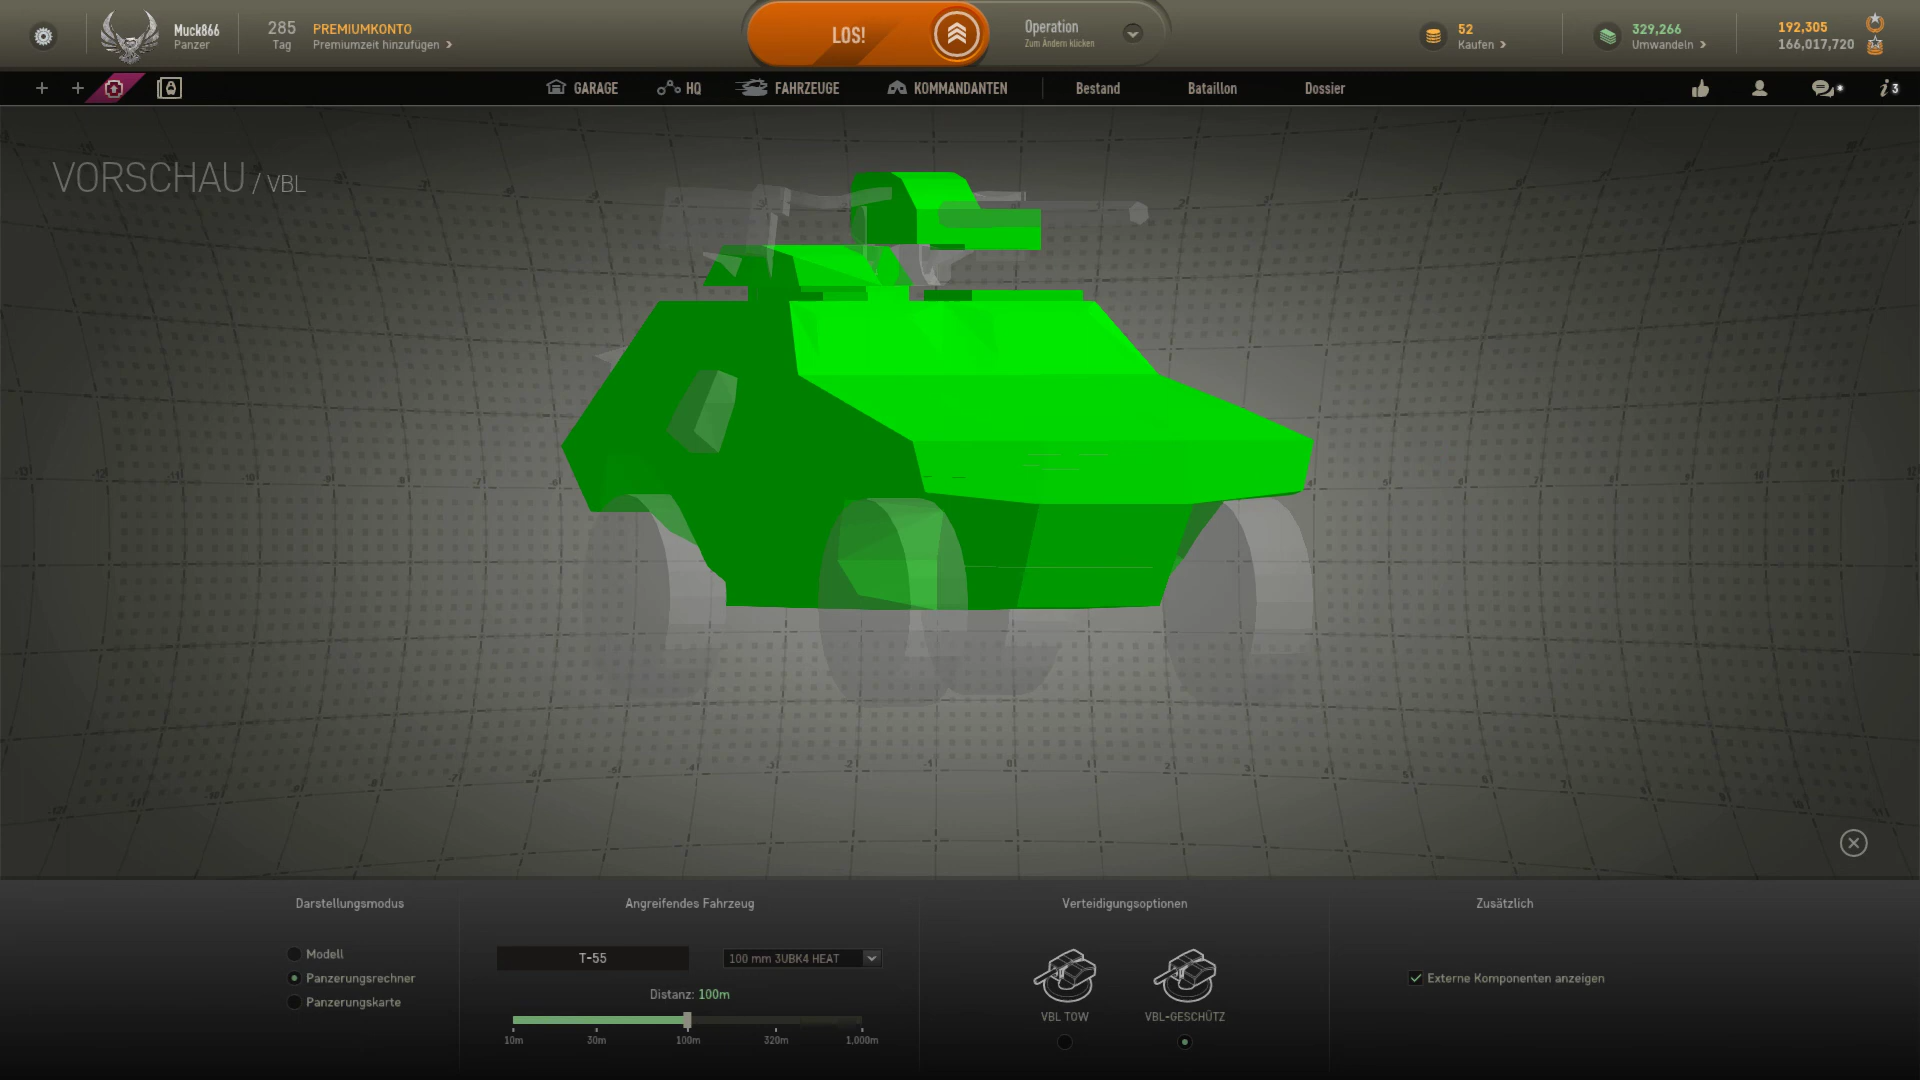 Muck866
Panzer
285
Tag
PREMIUMKONTO
Premiumzeit hinzufügen
LOS!
Operation
Zum Ändern klicken
52
Kaufen
329,266
Umwandeln
192,305
166,017,720
GARAGE
HQ
FAHRZEUGE
KOMMANDANTEN
Bestand
Bataillon
Dossier
3
VORSCHAU / VBL
Darstellungsmodus
Modell
Panzerungsrechner
Panzerungskarte
Angreifendes Fahrzeug
T-55
100 mm 3UBK4 HEAT
Distanz: 100m
10m
30m
100m
320m
1,000m
Verteidigungsoptionen
VBL TOW
VBL-GESCHÜTZ
Zusätzlich
Externe Komponenten anzeigen